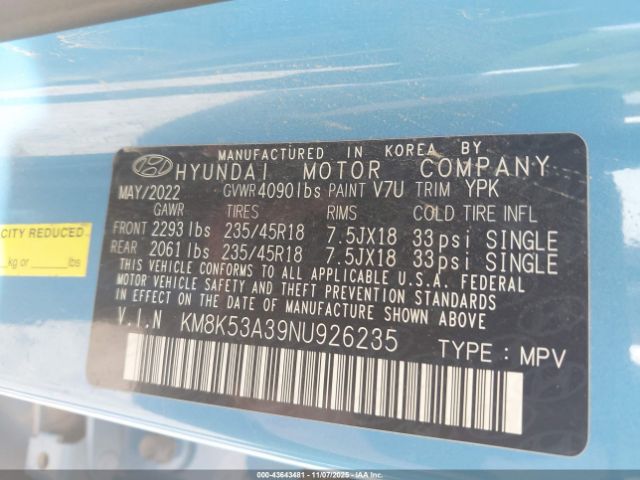 MANUFACTURED IN KOREA BY
HYUNDAI MOTOR COMPANY
MAY/2022 GVWR 4090 lbs PAINT V7U TRIM YPK
GAWR TIRES RIMS COLD TIRE INFL
FRONT 2293 lbs 235/45R18 7.5JX18 33 psi SINGLE
REAR 2061 lbs 235/45R18 7.5JX18 33 psi SINGLE
THIS VEHICLE CONFORMS TO ALL APPLICABLE U.S.A. FEDERAL
MOTOR VEHICLE SAFETY AND THEFT PREVENTION STANDARDS
IN EFFECT ON THE DATE OF MANUFACTURE SHOWN ABOVE.
V.I.N KM8K53A39NU926235 TYPE : MPV
CITY REDUCED
kg or lbs
000-43643481 - 11/07/2025 - Copart IAA